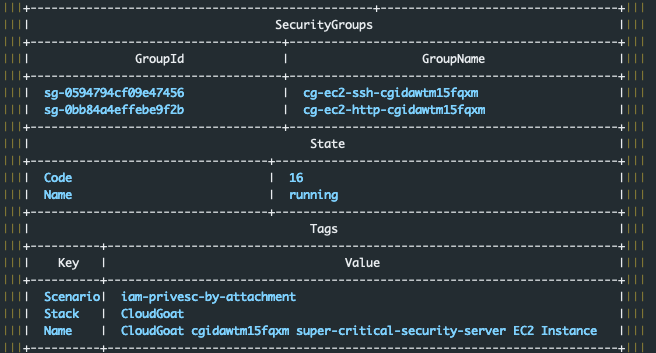 SecurityGroups
GroupId | GroupName
sg-0594794cf09e47456 | cg-ec2-ssh-cgidawtm15fqxm
sg-0bb84a4effebe9f2b | cg-ec2-http-cgidawtm15fqxm
State
Code | 16
Name | running
Tags
Key | Value
Scenario| iam-privesc-by-attachment
Stack | CloudGoat
Name | CloudGoat cgidawtm15fqxm super-critical-security-server EC2 Instance